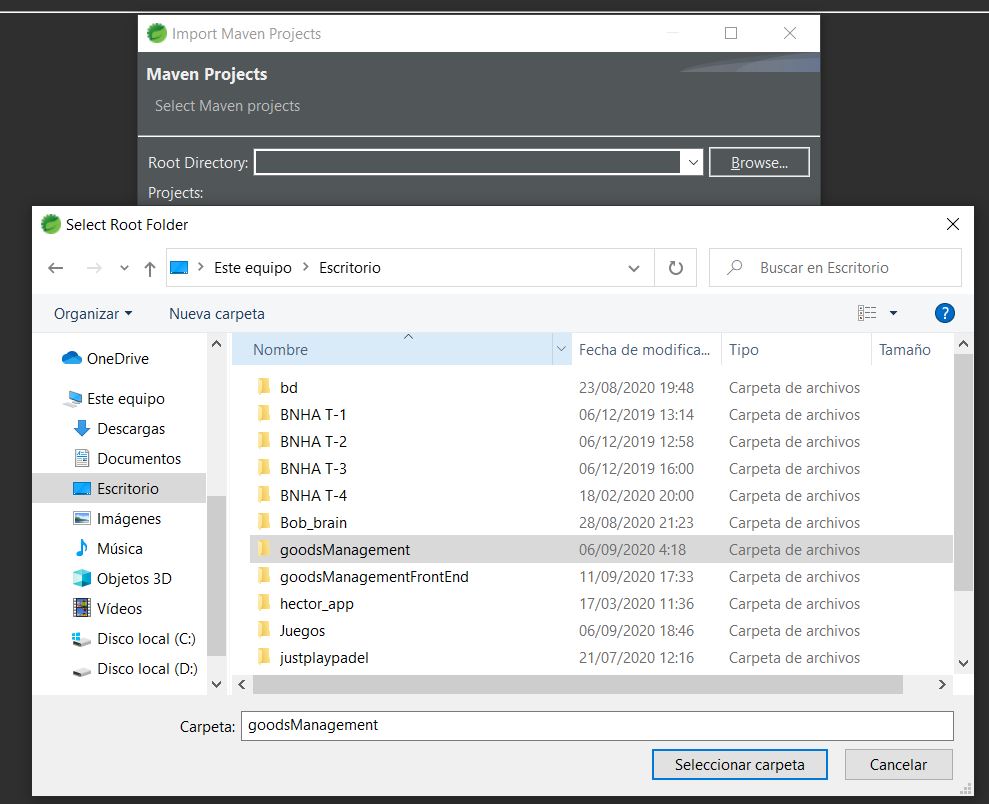 Import Maven Projects
Maven Projects
Select Maven projects
Root Directory:
Browse...
Projects:
Select Root Folder
Este equipo > Escritorio
Buscar en Escritorio
Organizar
Nueva carpeta
?
OneDrive
Este equipo
Descargas
Documentos
Escritorio
Imágenes
Música
Objetos 3D
Vídeos
Disco local (C:)
Disco local (D:)
Nombre Fecha de modifica... Tipo Tamaño
bd 23/08/2020 19:48 Carpeta de archivos
BNHA T-1 06/12/2019 13:14 Carpeta de archivos
BNHA T-2 06/12/2019 12:58 Carpeta de archivos
BNHA T-3 06/12/2019 16:00 Carpeta de archivos
BNHA T-4 18/02/2020 20:00 Carpeta de archivos
Bob_brain 28/08/2020 21:23 Carpeta de archivos
goodsManagement 06/09/2020 4:18 Carpeta de archivos
goodsManagementFrontEnd 11/09/2020 17:33 Carpeta de archivos
hector_app 17/03/2020 11:36 Carpeta de archivos
Juegos 06/09/2020 18:46 Carpeta de archivos
justplaypadel 21/07/2020 12:16 Carpeta de archivos
Carpeta: goodsManagement
Seleccionar carpeta
Cancelar